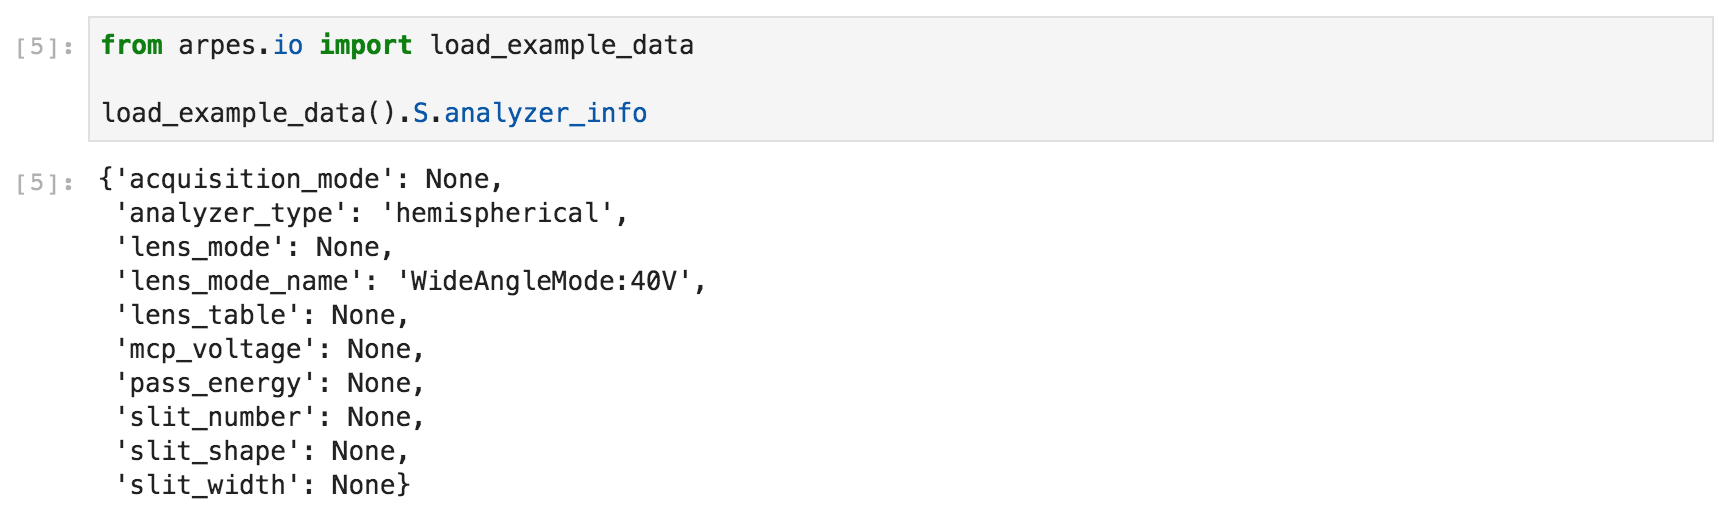 [5]: from arpes.io import load_example_data
load_example_data().S.analyzer_info
[5]: {'acquisition_mode': None,
'analyzer_type': 'hemispherical',
'lens_mode': None,
'lens_mode_name': 'WideAngleMode:40V',
'lens_table': None,
'mcp_voltage': None,
'pass_energy': None,
'slit_number': None,
'slit_shape': None,
'slit_width': None}